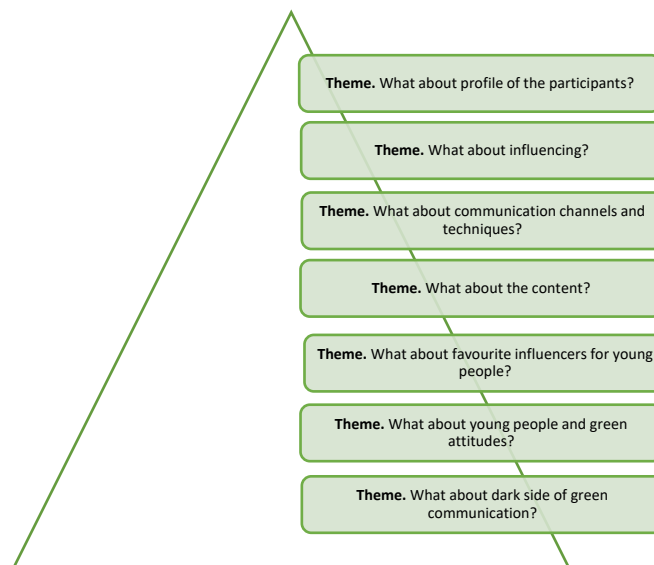 Theme. What about profile of the participants?
Theme. What about influencing?
Theme. What about communication channels and
techniques?
Theme. What about the content?
Theme. What about favourite influencers for young
people?
Theme. What about young people and green
attitudes?
Theme. What about dark side of green
communication?